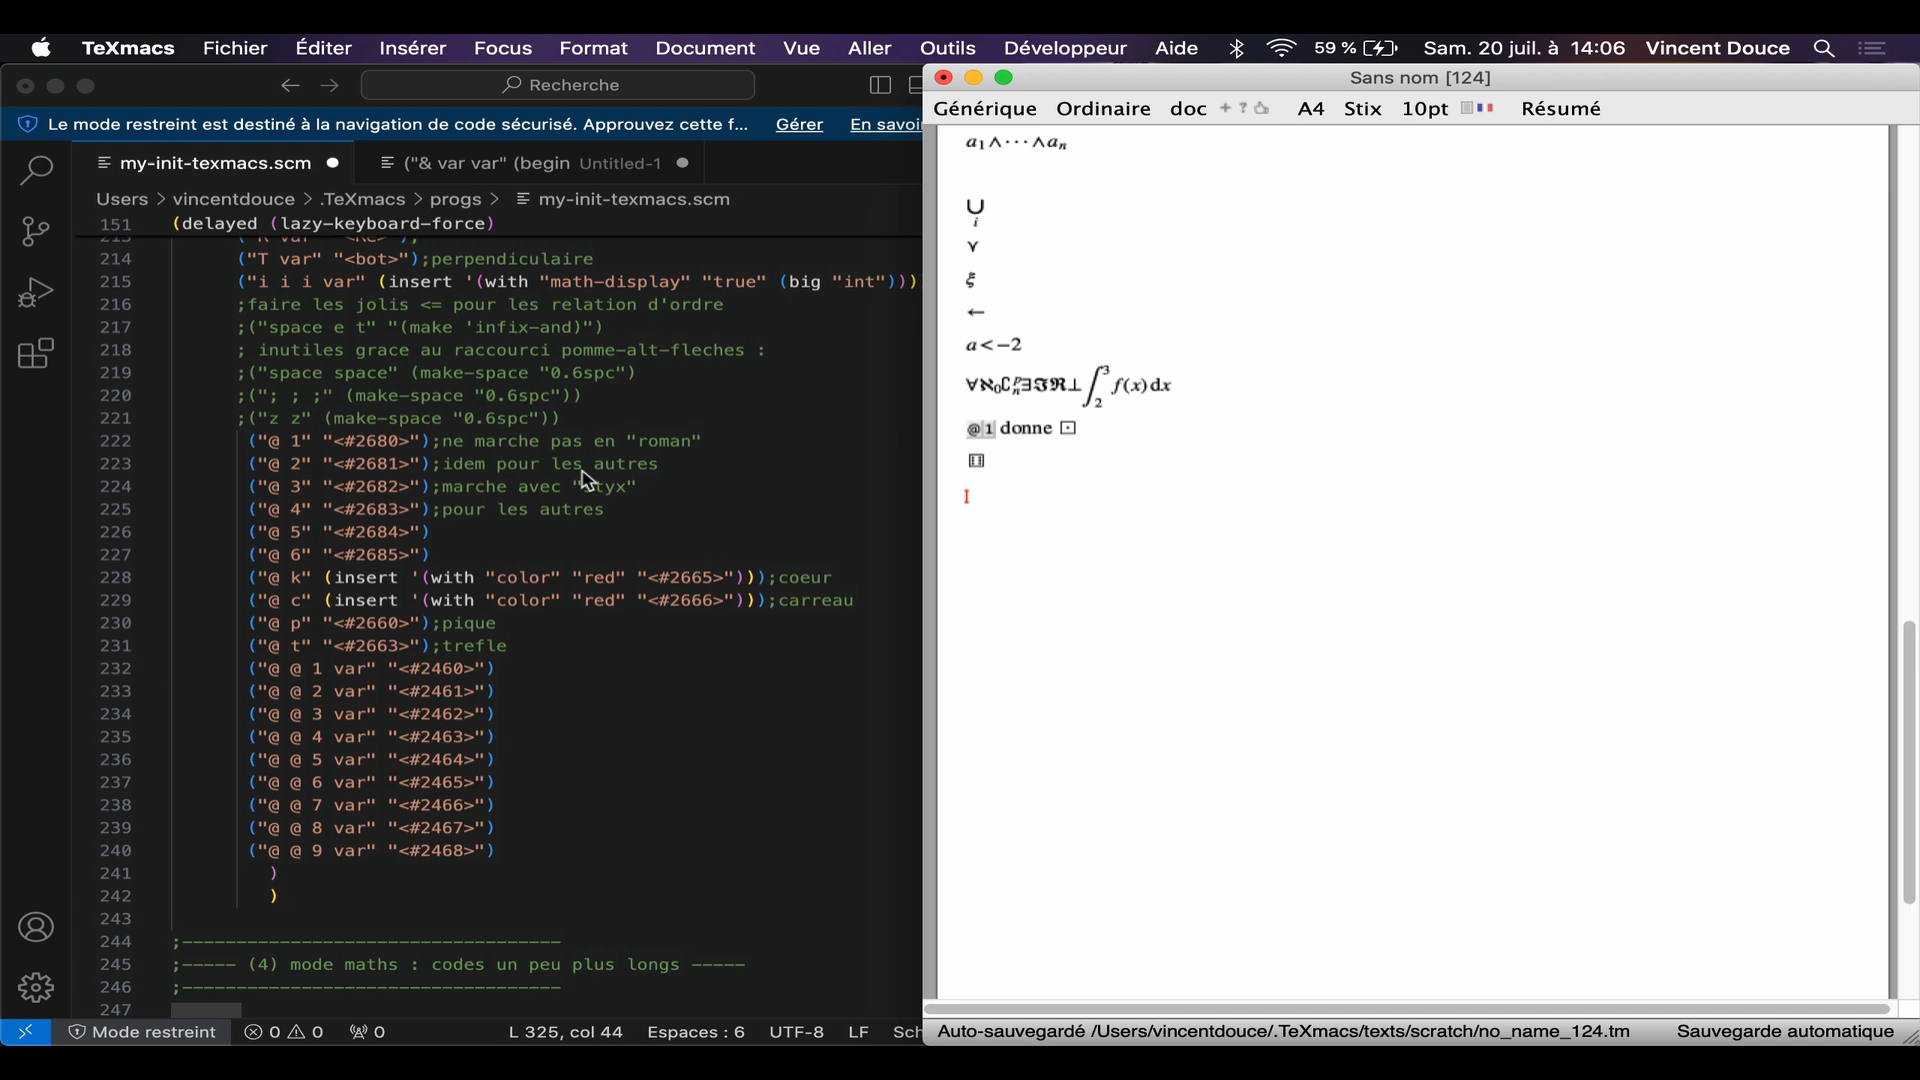 TeXmacs Fichier Éditer Insérer Focus Format Document Vue Aller Outils Développeur Aide 59 % Sam. 20 juil. à 14:06 Vincent Douce
Recherche
Le mode restreint est destiné à la navigation de code sécurisé. Approuvez cette f... Gérer En savoi
my-init-texmacs.scm ("& var var" (begin Untitled-1
Users > vincentdouce > .TeXmacs > progs > my-init-texmacs.scm
151 (delayed (lazy-keyboard-force)
214 ("T var" "<bot>");perpendiculaire
215 ("i i i var" (insert '(with "math-display" "true" (big "int")))
216 ;faire les jolis <= pour les relation d'ordre
217 ;("space e t" "(make 'infix-and)")
218 ; inutiles grace au raccourci pomme-alt-fleches :
219 ;("space space" (make-space "0.6spc")
220 ;("; ; ;" (make-space "0.6spc"))
221 ;("z z" (make-space "0.6spc"))
222 ("@ 1" "<#2680>");ne marche pas en "roman"
223 ("@ 2" "<#2681>");idem pour les autres
224 ("@ 3" "<#2682>");marche avec "styx"
225 ("@ 4" "<#2683>");pour les autres
226 ("@ 5" "<#2684>")
227 ("@ 6" "<#2685>")
228 ("@ k" (insert '(with "color" "red" "<#2665>")));coeur
229 ("@ c" (insert '(with "color" "red" "<#2666>")));carreau
230 ("@ p" "<#2660>");pique
231 ("@ t" "<#2663>");trefle
232 ("@ @ 1 var" "<#2460>")
233 ("@ @ 2 var" "<#2461>")
234 ("@ @ 3 var" "<#2462>")
235 ("@ @ 4 var" "<#2463>")
236 ("@ @ 5 var" "<#2464>")
237 ("@ @ 6 var" "<#2465>")
238 ("@ @ 7 var" "<#2466>")
239 ("@ @ 8 var" "<#2467>")
240 ("@ @ 9 var" "<#2468>")
241 )
242 )
243
244 ;-----------------------------------
245 ;----- (4) mode maths : codes un peu plus longs -----
246 ;-----------------------------------
247
Mode restreint 0 0 0 L 325, col 44 Espaces : 6 UTF-8 LF Sch
Sans nom [124]
Générique Ordinaire doc + ? A4 Stix 10pt Résumé
a₁∧⋯∧aₙ
⋃
i
⋎
ξ
←
a<−2
∀ℵ₀∁ₙᵖ∃ℑℜ⊥∫₂³ f(x)dx
@ 1 donne ⚀
⚅
Auto-sauvegardé /Users/vincentdouce/.TeXmacs/texts/scratch/no_name_124.tm Sauvegarde automatique